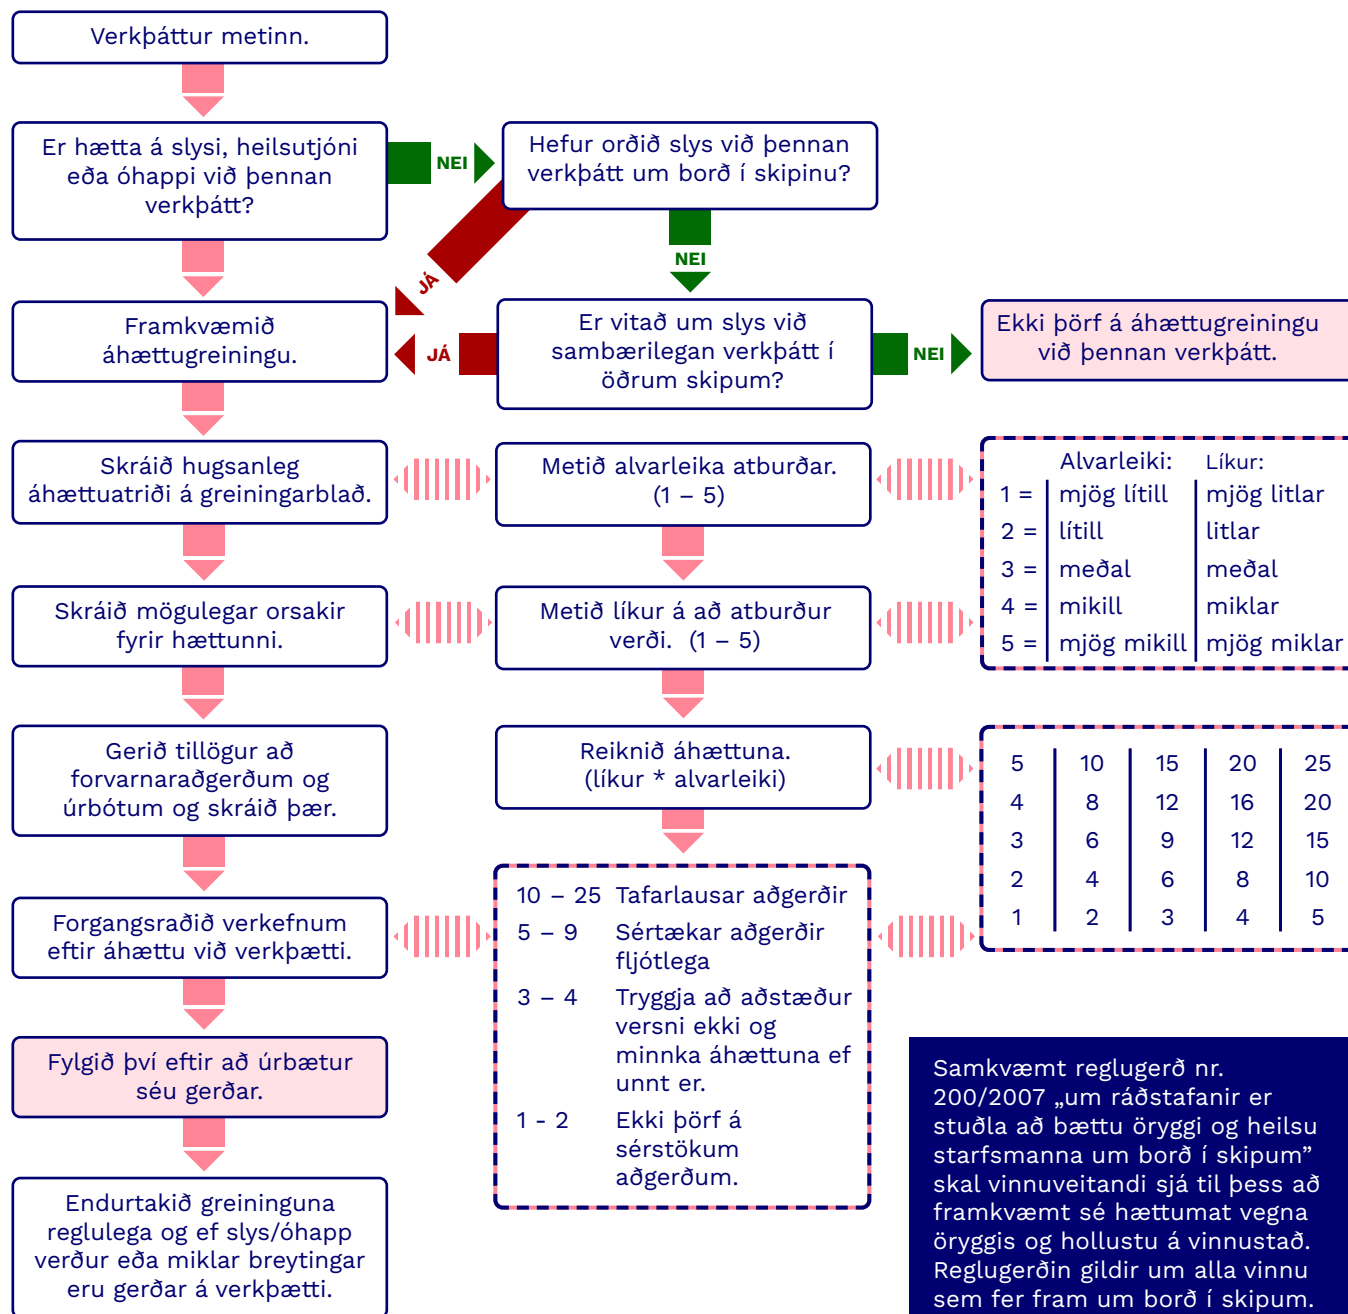 Verkþáttur metinn.
Er hætta á slysi, heilsutjóni
eða óhappi við þennan
verkþátt?
NEI
Hefur orðið slys við þennan
verkþátt um borð í skipinu?
JÁ
NEI
Framkvæmið
áhættugreiningu.
JÁ
Er vitað um slys við
sambærilegan verkþátt í
öðrum skipum?
NEI
Ekki þörf á áhættugreiningu
við þennan verkþátt.
Skráið hugsanleg
áhættuatriði á greiningarblað.
Metið alvarleika atburðar.
(1 – 5)
Alvarleiki: Líkur:
1 = mjög lítill mjög litlar
2 = lítill litlar
3 = meðal meðal
4 = mikill miklar
5 = mjög mikill mjög miklar
Skráið mögulegar orsakir
fyrir hættunni.
Metið líkur á að atburður
verði. (1 – 5)
Gerið tillögur að
forvarnaraðgerðum og
úrbótum og skráið þær.
Reiknið áhættuna.
(líkur * alvarleiki)
5 10 15 20 25
4 8 12 16 20
3 6 9 12 15
2 4 6 8 10
1 2 3 4 5
Forgangsraðið verkefnum
eftir áhættu við verkþætti.
10 – 25 Tafarlausar aðgerðir
5 – 9 Sértækar aðgerðir
fljótlega
3 – 4 Tryggja að aðstæður
versni ekki og
minnka áhættuna ef
unnt er.
1 - 2 Ekki þörf á
sérstökum
aðgerðum.
Fylgið því eftir að úrbætur
séu gerðar.
Endurtakið greininguna
reglulega og ef slys/óhapp
verður eða miklar breytingar
eru gerðar á verkþætti.
Samkvæmt reglugerð nr.
200/2007 „um ráðstafanir er
stuðla að bættu öryggi og heilsu
starfsmanna um borð í skipum”
skal vinnuveitandi sjá til þess að
framkvæmt sé hættumat vegna
öryggis og hollustu á vinnustað.
Reglugerðin gildir um alla vinnu
sem fer fram um borð í skipum.